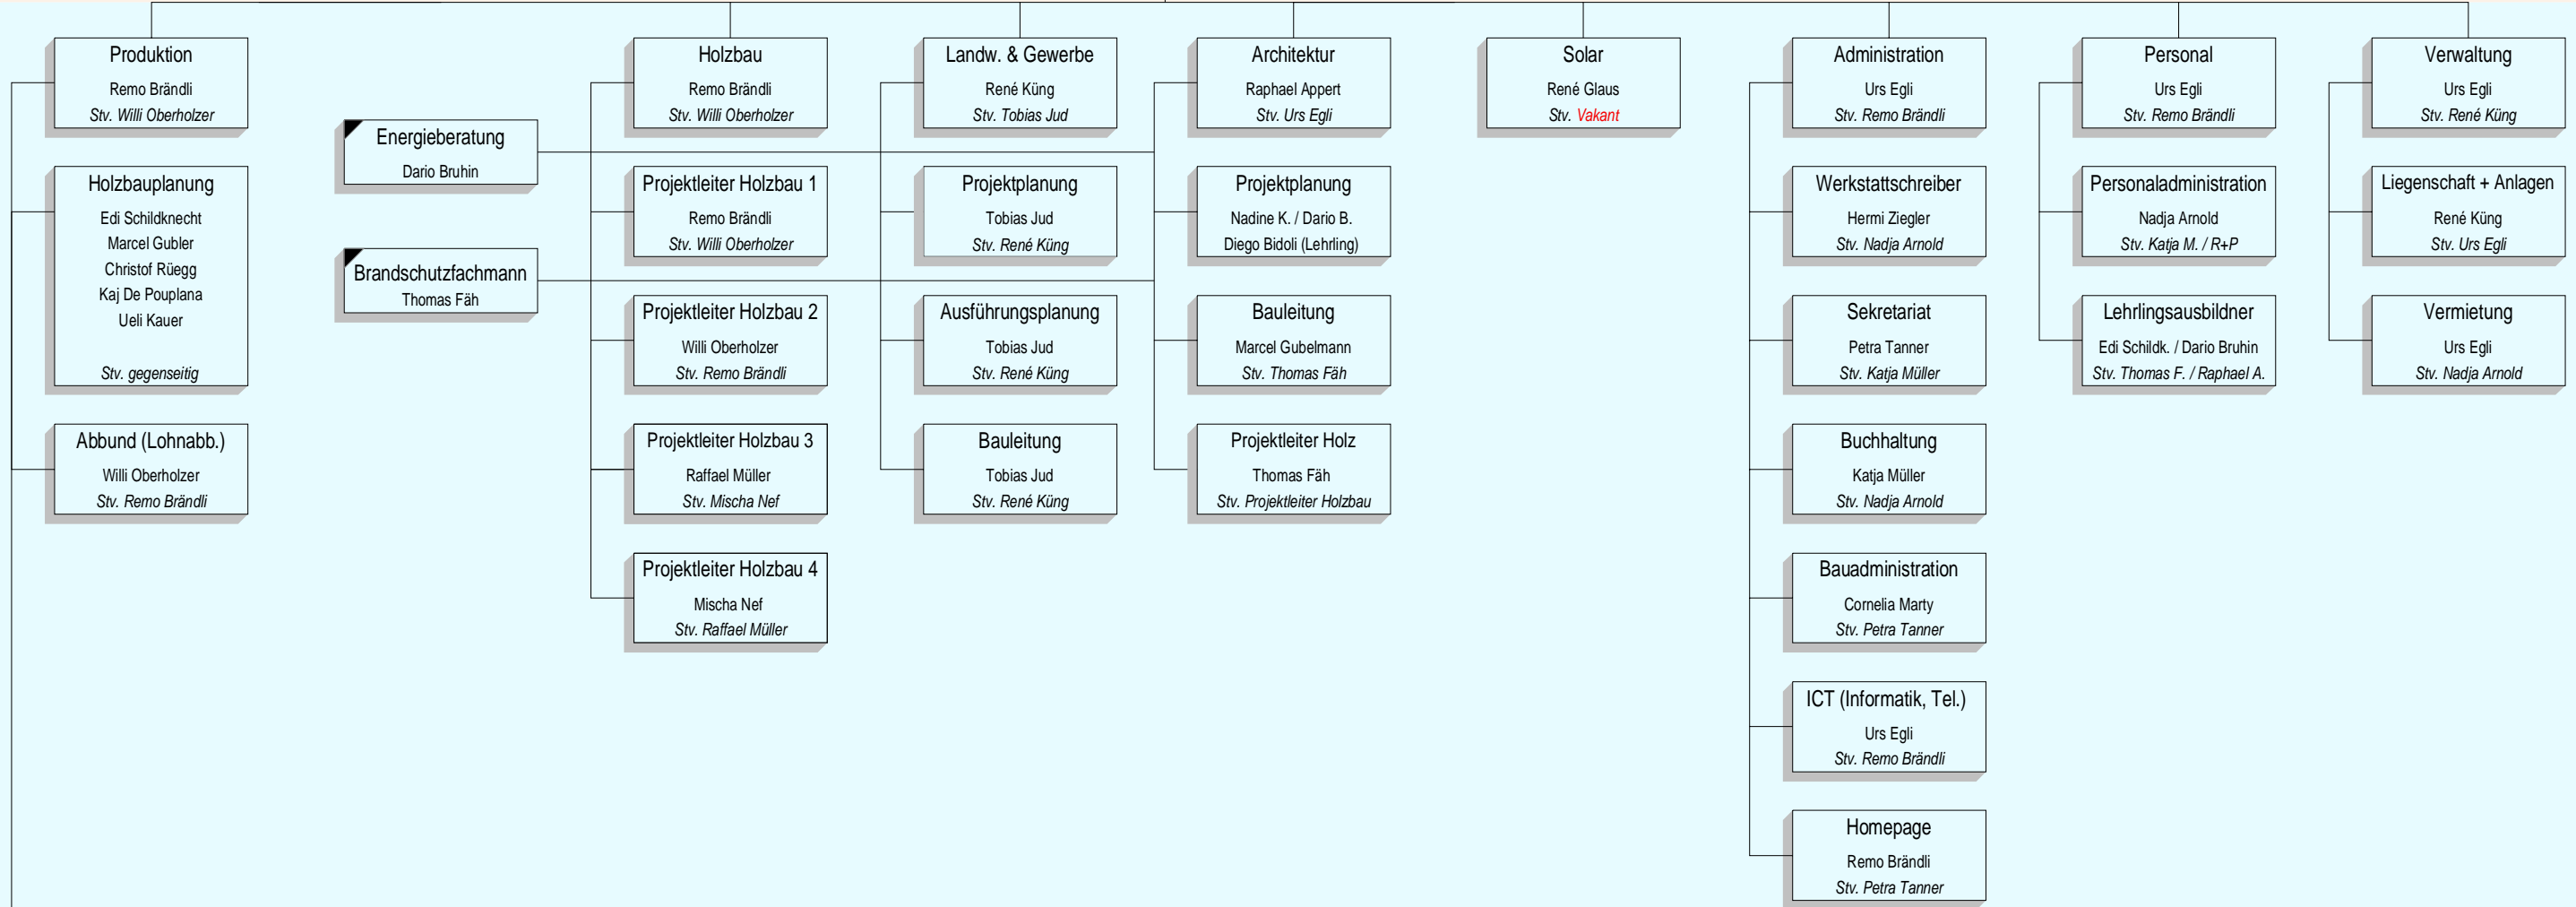 Produktion
Remo Brändli
Stv. Willi Oberholzer
Holzbauplanung
Edi Schildknecht
Marcel Gubler
Christof Rüegg
Kaj De Pouplana
Ueli Kauer
Stv. gegenseitig
Abbund (Lohnabb.)
Willi Oberholzer
Stv. Remo Brändli
Energieberatung
Dario Bruhin
Brandschutzfachmann
Thomas Fäh
Holzbau
Remo Brändli
Stv. Willi Oberholzer
Projektleiter Holzbau 1
Remo Brändli
Stv. Willi Oberholzer
Projektleiter Holzbau 2
Willi Oberholzer
Stv. Remo Brändli
Projektleiter Holzbau 3
Raffael Müller
Stv. Mischa Nef
Projektleiter Holzbau 4
Mischa Nef
Stv. Raffael Müller
Landw. & Gewerbe
René Küng
Stv. Tobias Jud
Projektplanung
Tobias Jud
Stv. René Küng
Ausführungsplanung
Tobias Jud
Stv. René Küng
Bauleitung
Tobias Jud
Stv. René Küng
Architektur
Raphael Appert
Stv. Urs Egli
Projektplanung
Nadine K. / Dario B.
Diego Bidoli (Lehrling)
Bauleitung
Marcel Gubelmann
Stv. Thomas Fäh
Projektleiter Holz
Thomas Fäh
Stv. Projektleiter Holzbau
Solar
René Glaus
Stv. Vakant
Administration
Urs Egli
Stv. Remo Brändli
Werkstattschreiber
Hermi Ziegler
Stv. Nadja Arnold
Sekretariat
Petra Tanner
Stv. Katja Müller
Buchhaltung
Katja Müller
Stv. Nadja Arnold
Bauadministration
Cornelia Marty
Stv. Petra Tanner
ICT (Informatik, Tel.)
Urs Egli
Stv. Remo Brändli
Homepage
Remo Brändli
Stv. Petra Tanner
Personal
Urs Egli
Stv. Remo Brändli
Personaladministration
Nadja Arnold
Stv. Katja M. / R+P
Lehrlingsausbildner
Edi Schildk. / Dario Bruhin
Stv. Thomas F. / Raphael A.
Verwaltung
Urs Egli
Stv. René Küng
Liegenschaft + Anlagen
René Küng
Stv. Urs Egli
Vermietung
Urs Egli
Stv. Nadja Arnold